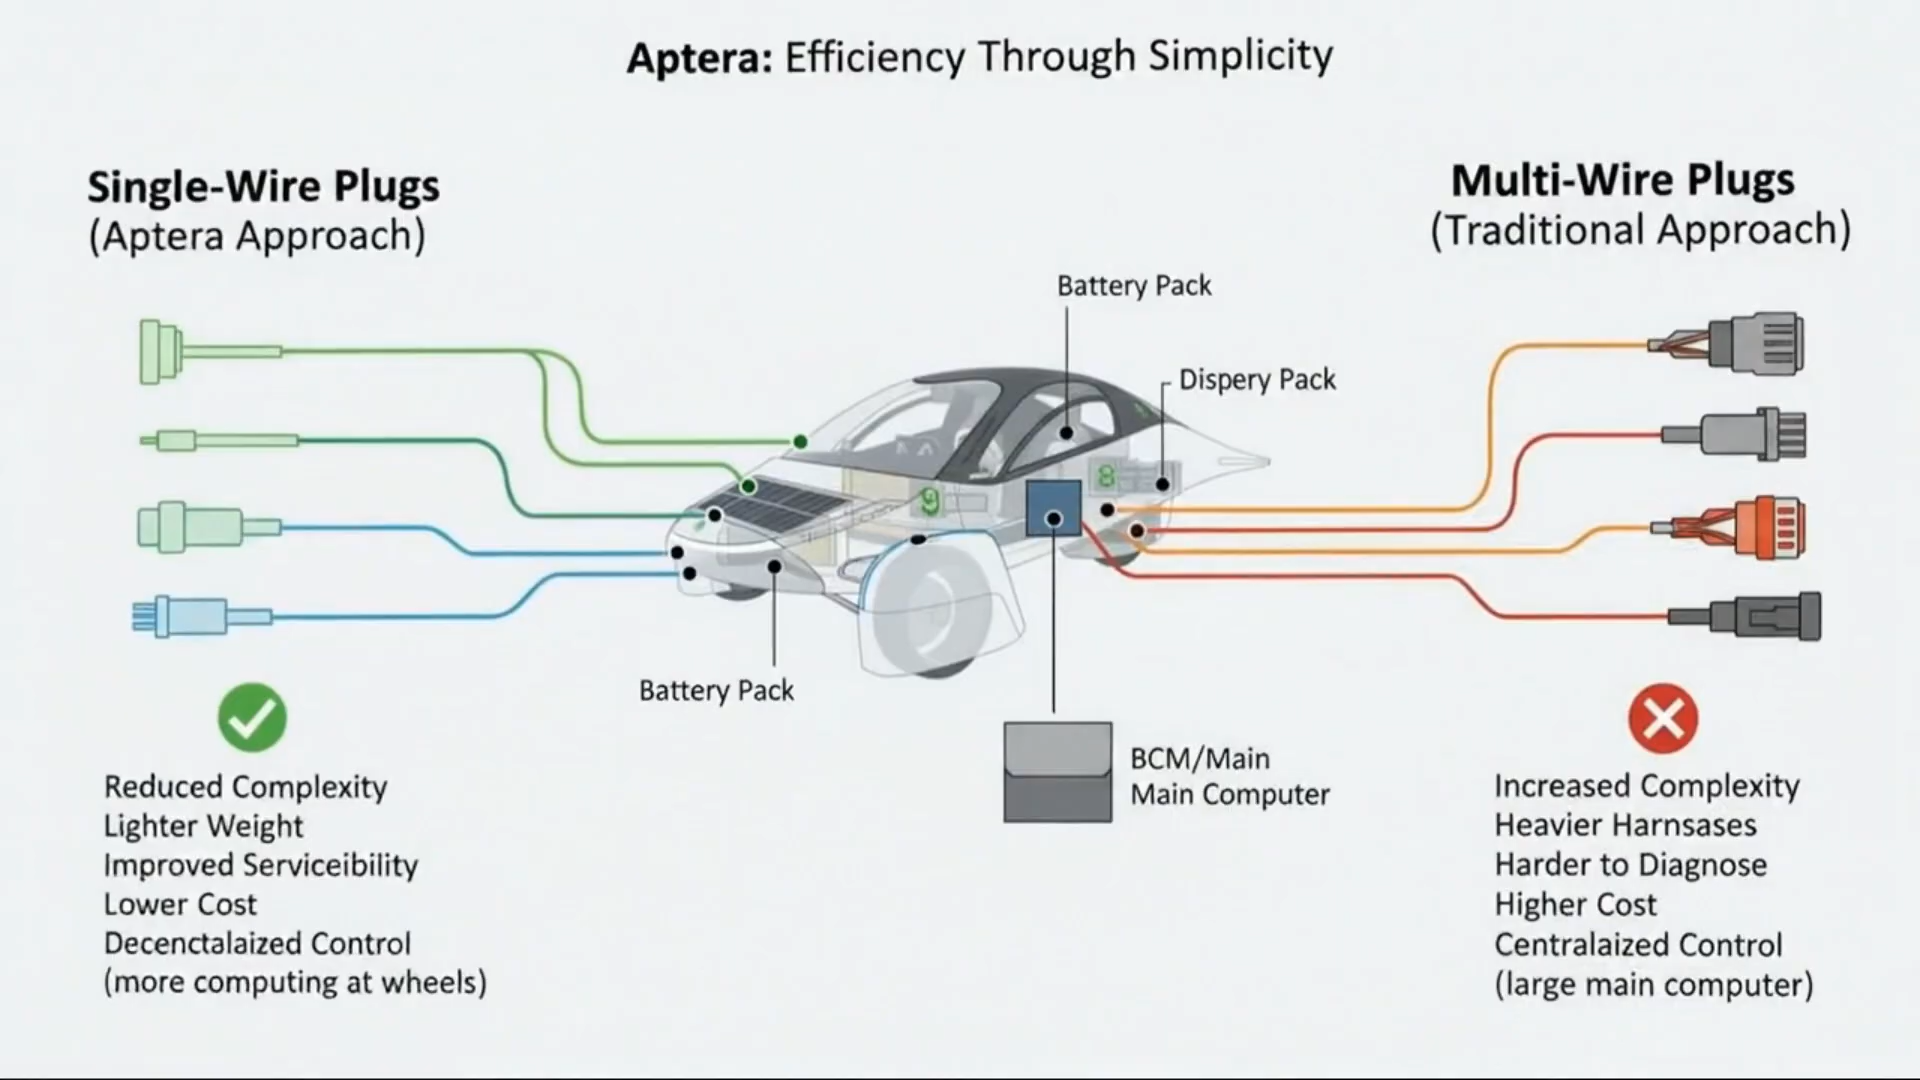 Aptera: Efficiency Through Simplicity
Single-Wire Plugs
(Aptera Approach)
Multi-Wire Plugs
(Traditional Approach)
Battery Pack
Dispery Pack
8
9
Battery Pack
BCM/Main
Main Computer
Reduced Complexity
Lighter Weight
Improved Serviceibility
Lower Cost
Decenctalaized Control
(more computing at wheels)
Increased Complexity
Heavier Harnsases
Harder to Diagnose
Higher Cost
Centralaized Control
(large main computer)